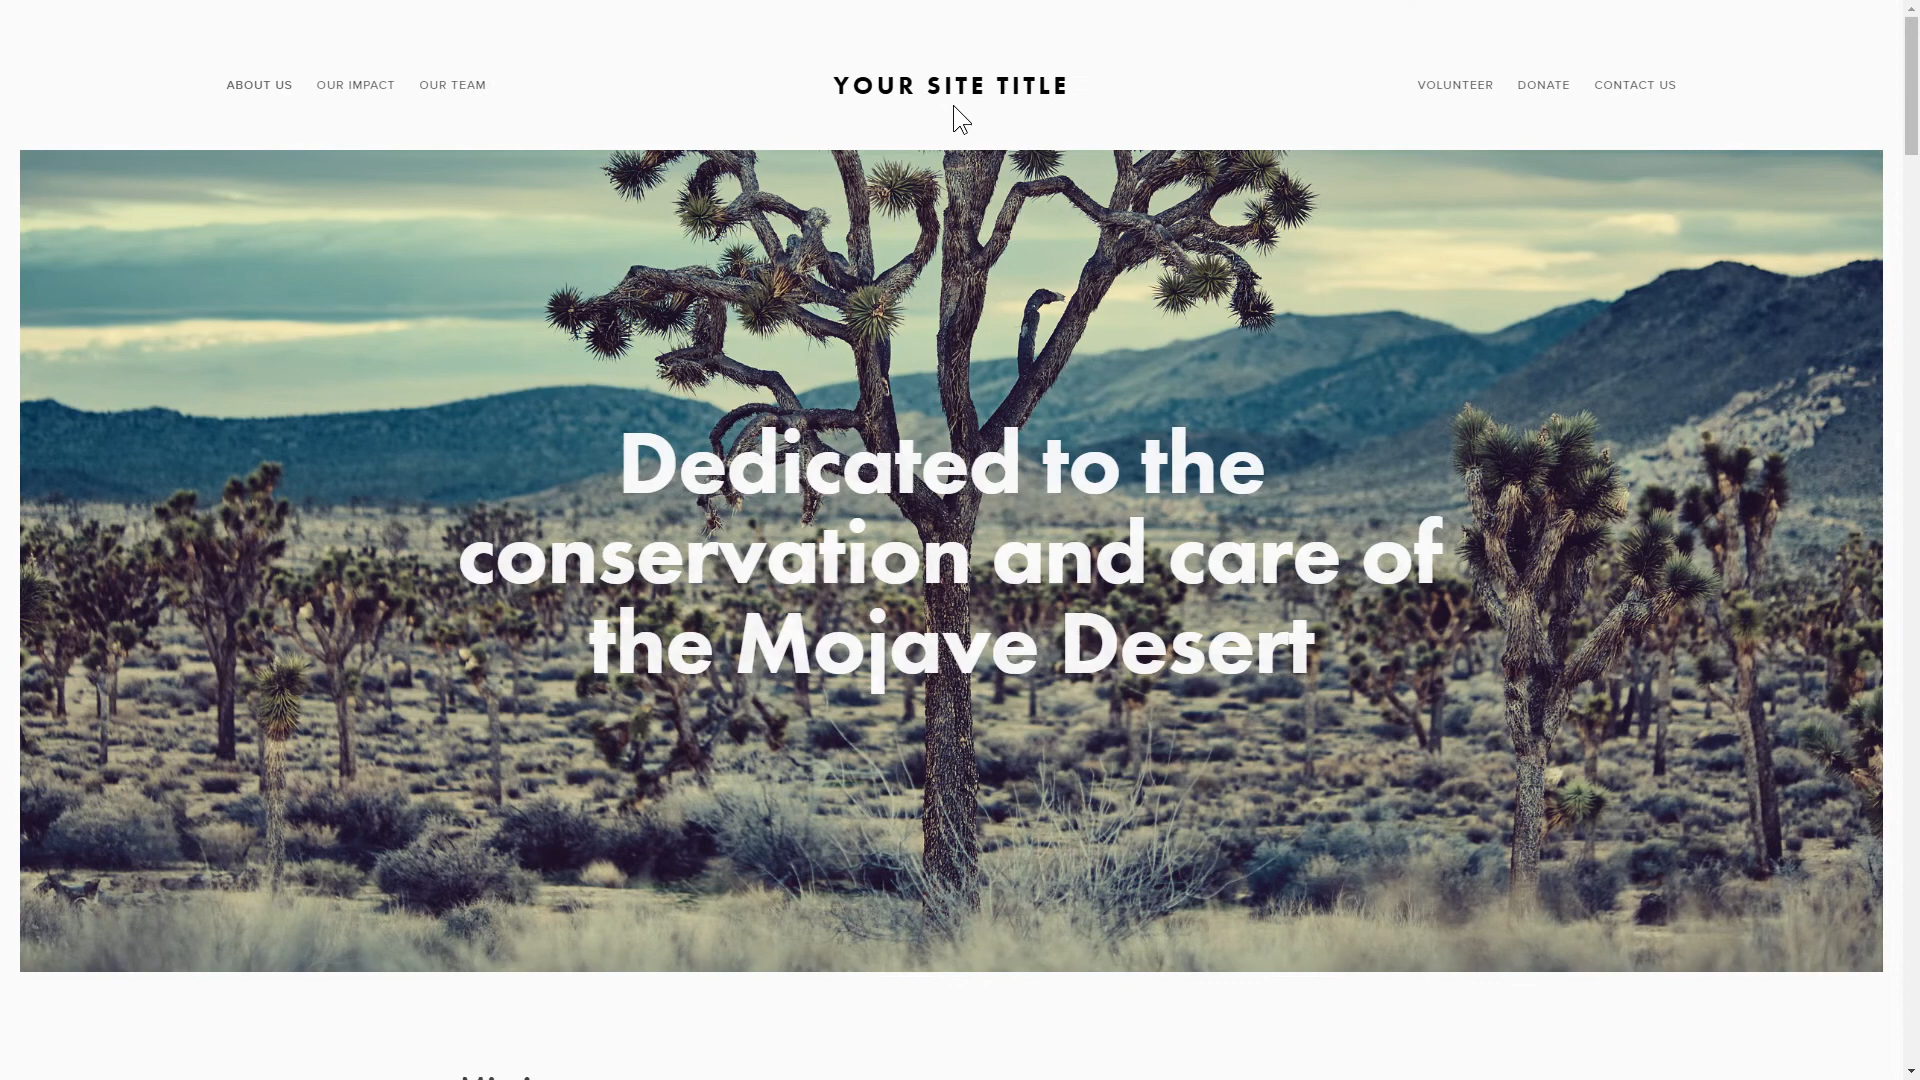 ABOUT US OUR IMPACT OUR TEAM YOUR SITE TITLE VOLUNTEER DONATE CONTACT US
Dedicated to the
conservation and care of
the Mojave Desert